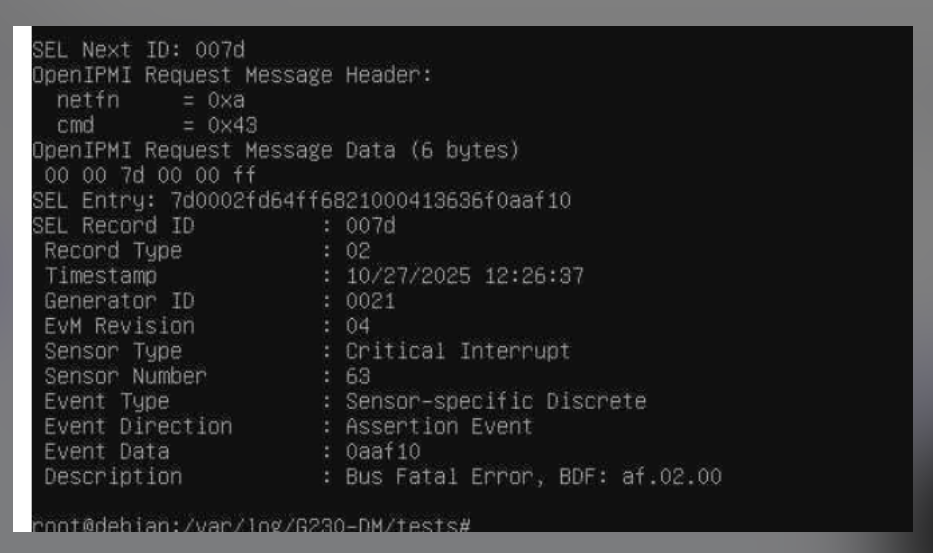 SEL Next ID: 007d
OpenIPMI Request Message Header:
netfn = 0xa
cmd = 0x43
OpenIPMI Request Message Data (6 bytes)
00 00 7d 00 00 ff
SEL Entry: 7d0002fd64ff6821000413636f0aaf10
SEL Record ID : 007d
Record Type : 02
Timestamp : 10/27/2025 12:26:37
Generator ID : 0021
EvM Revision : 04
Sensor Type : Critical Interrupt
Sensor Number : 63
Event Type : Sensor-specific Discrete
Event Direction : Assertion Event
Event Data : 0aaf10
Description : Bus Fatal Error, BDF: af.02.00
root@debian:/var/log/G230-DM/tests#